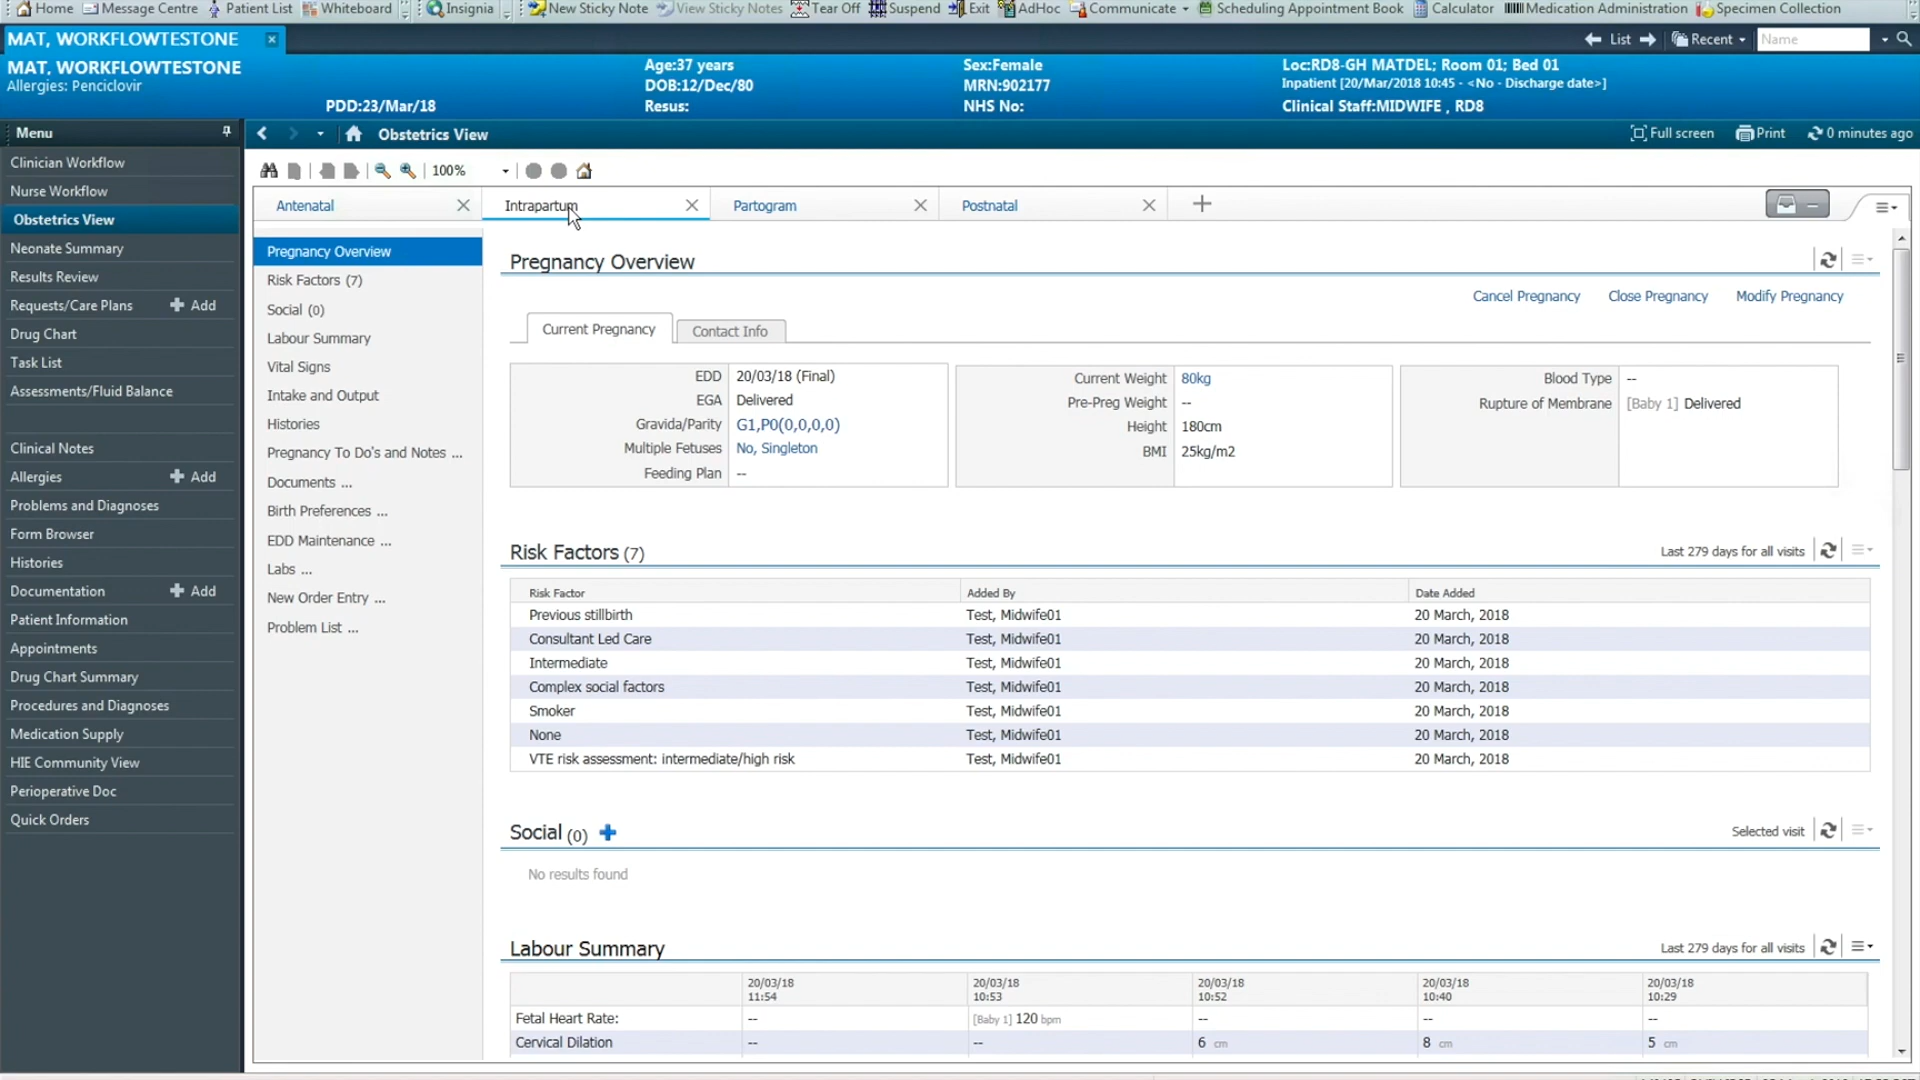 Home Message Centre Patient List Whiteboard Insignia New Sticky Note View Sticky Notes Tear Off Suspend Exit AdHoc Communicate Scheduling Appointment Book Calculator Medication Administration Specimen Collection
MAT, WORKFLOWTESTONE List Recent Name
MAT, WORKFLOWTESTONE Age:37 years Sex:Female Loc:RD8-GH MATDEL; Room 01; Bed 01
Allergies: Penciclovir DOB:12/Dec/80 MRN:902177 Inpatient [20/Mar/2018 10:45 - <No - Discharge date>]
PDD:23/Mar/18 Resus: NHS No: Clinical Staff:MIDWIFE , RD8
Menu Obstetrics View Full screen Print 0 minutes ago
Clinician Workflow
Nurse Workflow
Obstetrics View
Neonate Summary
Results Review
Requests/Care Plans Add
Drug Chart
Task List
Assessments/Fluid Balance
Clinical Notes
Allergies Add
Problems and Diagnoses
Form Browser
Histories
Documentation Add
Patient Information
Appointments
Drug Chart Summary
Procedures and Diagnoses
Medication Supply
HIE Community View
Perioperative Doc
Quick Orders
100%
Antenatal Intrapartum Partogram Postnatal
Pregnancy Overview
Risk Factors (7)
Social (0)
Labour Summary
Vital Signs
Intake and Output
Histories
Pregnancy To Do's and Notes ...
Documents ...
Birth Preferences ...
EDD Maintenance ...
Labs ...
New Order Entry ...
Problem List ...
Pregnancy Overview
Cancel Pregnancy Close Pregnancy Modify Pregnancy
Current Pregnancy Contact Info
EDD 20/03/18 (Final)
EGA Delivered
Gravida/Parity G1,P0(0,0,0,0)
Multiple Fetuses No, Singleton
Feeding Plan --
Current Weight 80kg
Pre-Preg Weight --
Height 180cm
BMI 25kg/m2
Blood Type --
Rupture of Membrane [Baby 1] Delivered
Risk Factors (7) Last 279 days for all visits
Risk Factor Added By Date Added
Previous stillbirth Test, Midwife01 20 March, 2018
Consultant Led Care Test, Midwife01 20 March, 2018
Intermediate Test, Midwife01 20 March, 2018
Complex social factors Test, Midwife01 20 March, 2018
Smoker Test, Midwife01 20 March, 2018
None Test, Midwife01 20 March, 2018
VTE risk assessment: intermediate/high risk Test, Midwife01 20 March, 2018
Social (0) Selected visit
No results found
Labour Summary Last 279 days for all visits
20/03/18 20/03/18 20/03/18 20/03/18 20/03/18
11:54 10:53 10:52 10:40 10:29
Fetal Heart Rate: -- [Baby 1] 120 bpm -- -- --
Cervical Dilation -- -- 6 cm 8 cm 5 cm